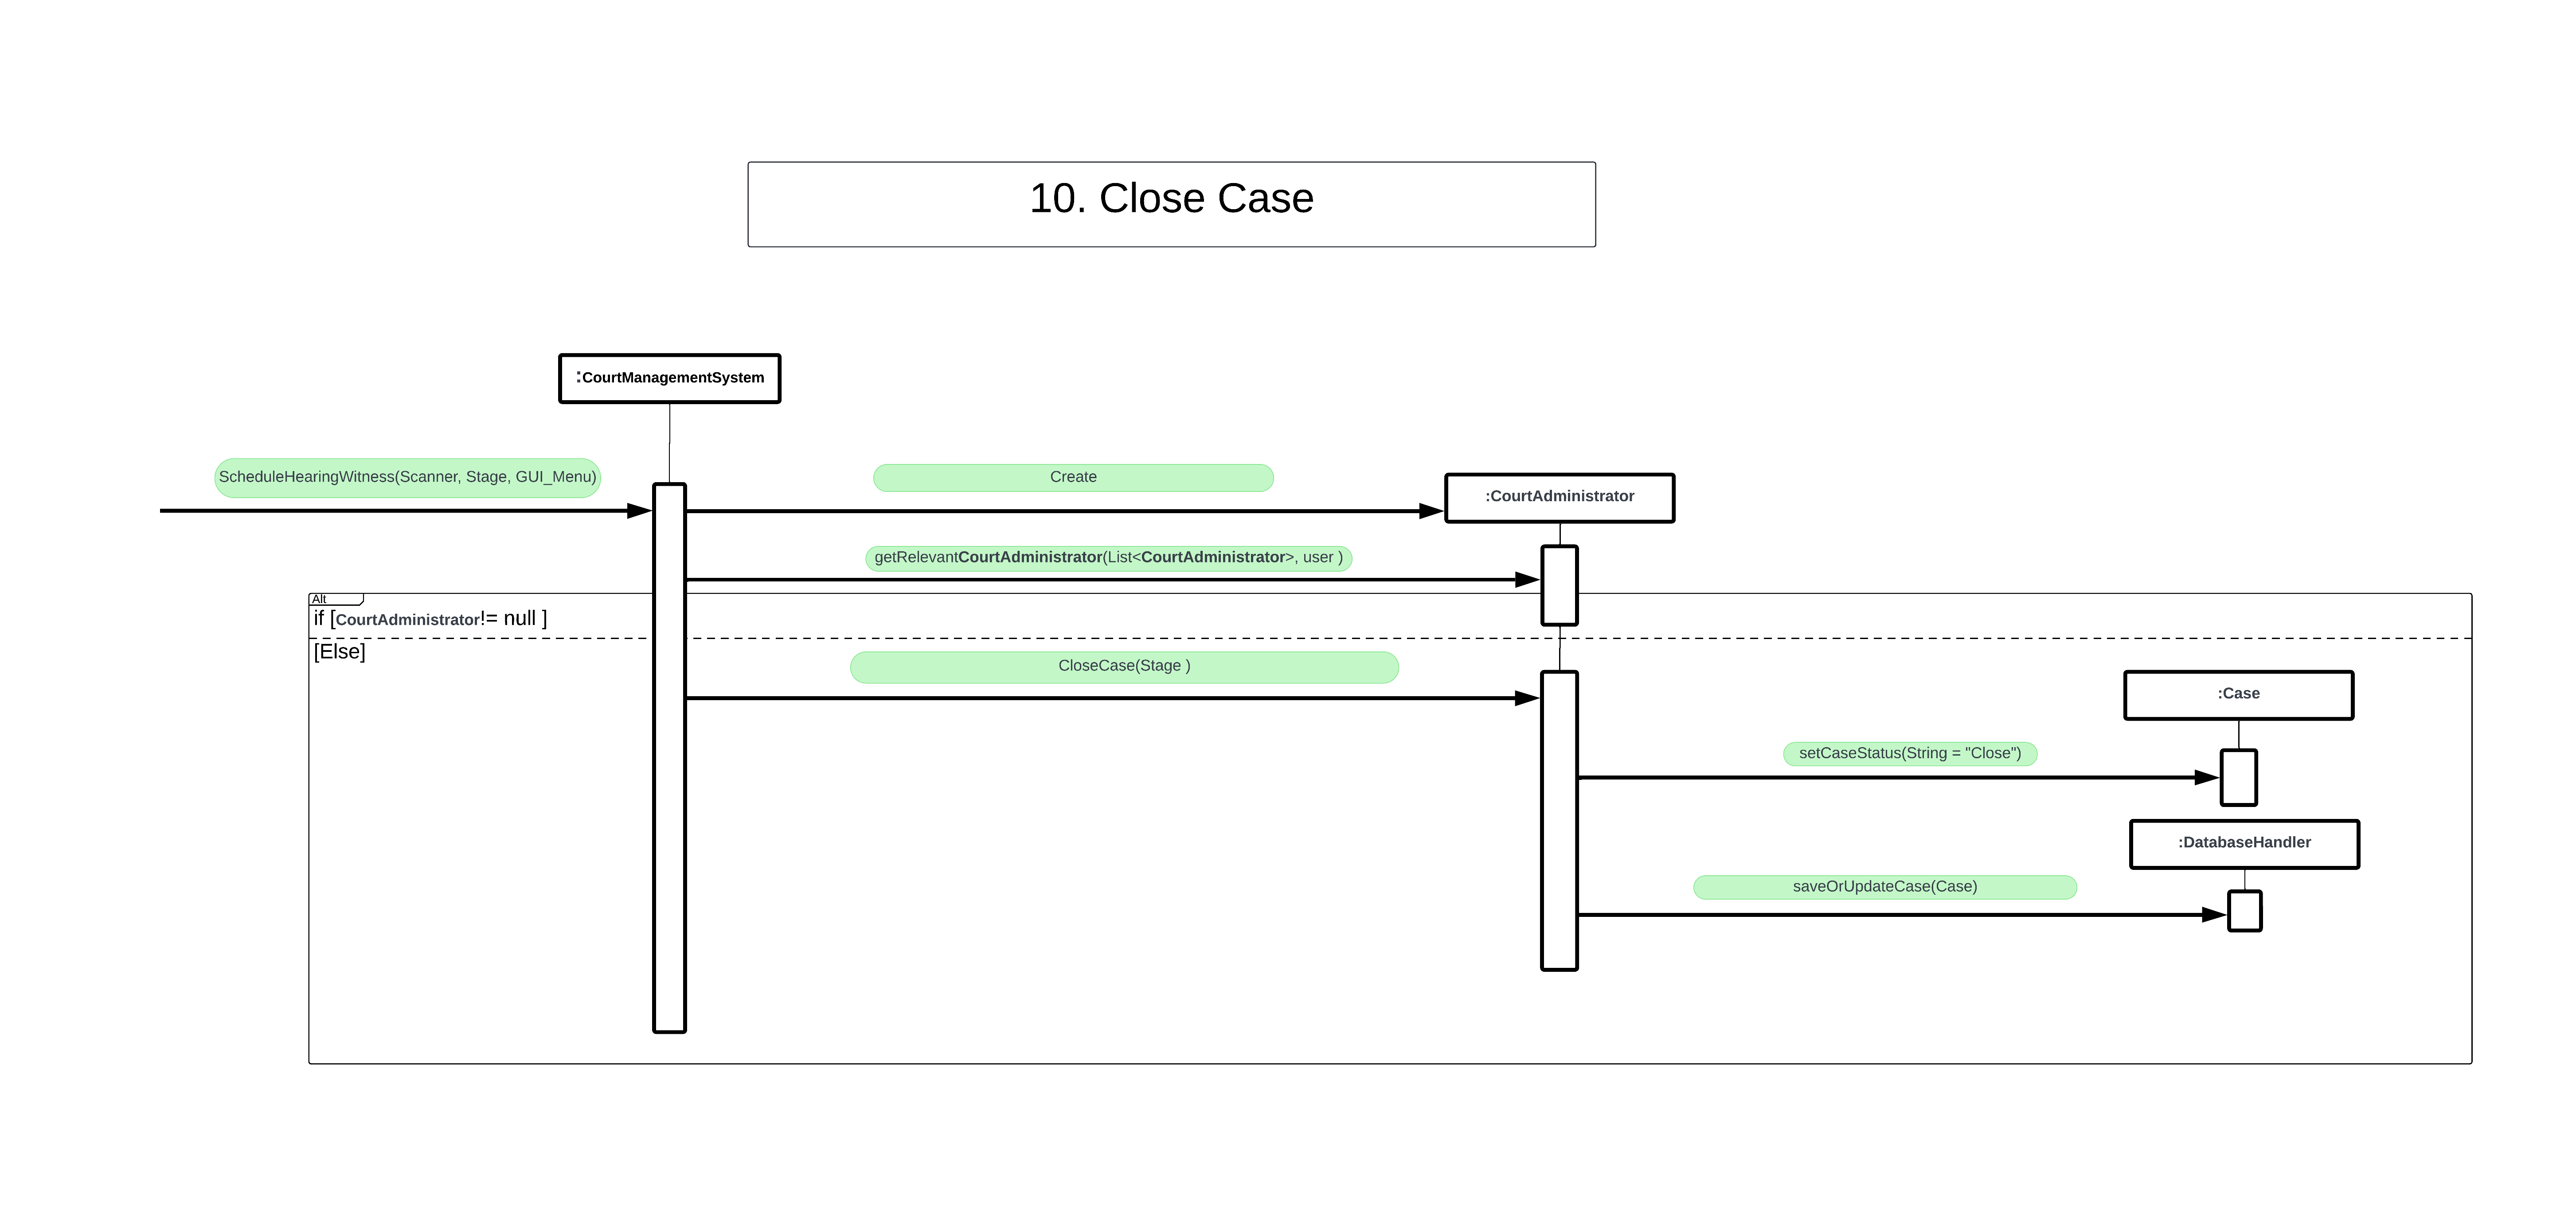 10. Close Case
:CourtManagementSystem
ScheduleHearingWitness(Scanner, Stage, GUI_Menu)
Create
:CourtAdministrator
getRelevantCourtAdministrator(List<CourtAdministrator>, user )
Alt
if [CourtAdministrator!= null ]
[Else]
CloseCase(Stage )
:Case
setCaseStatus(String = "Close")
:DatabaseHandler
saveOrUpdateCase(Case)